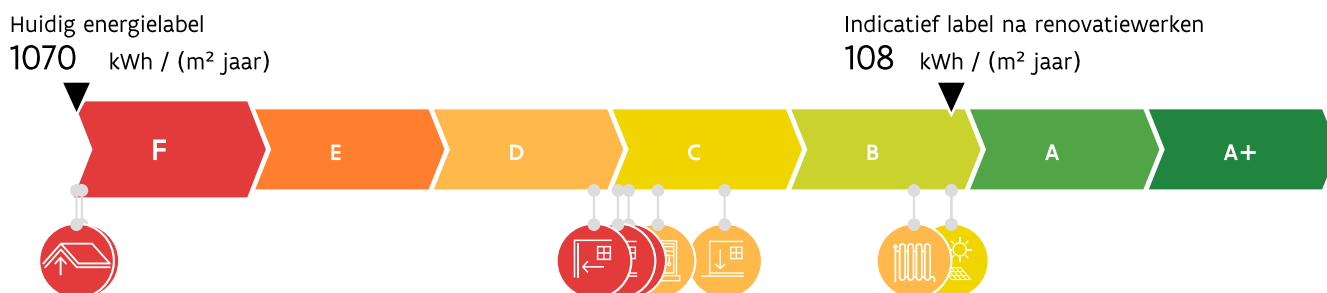 Huidig energielabel
1070 kWh / (m² jaar)
Indicatief label na renovatiewerken
108 kWh / (m² jaar)
F E D C B A A+